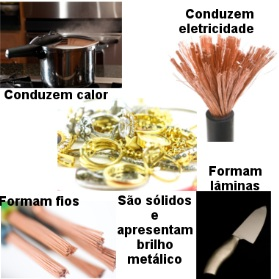 Conduzem
eletricidade
Conduzem calor
Formam
lâminas
Formam fios
São sólidos
e
apresentam
brilho
metálico